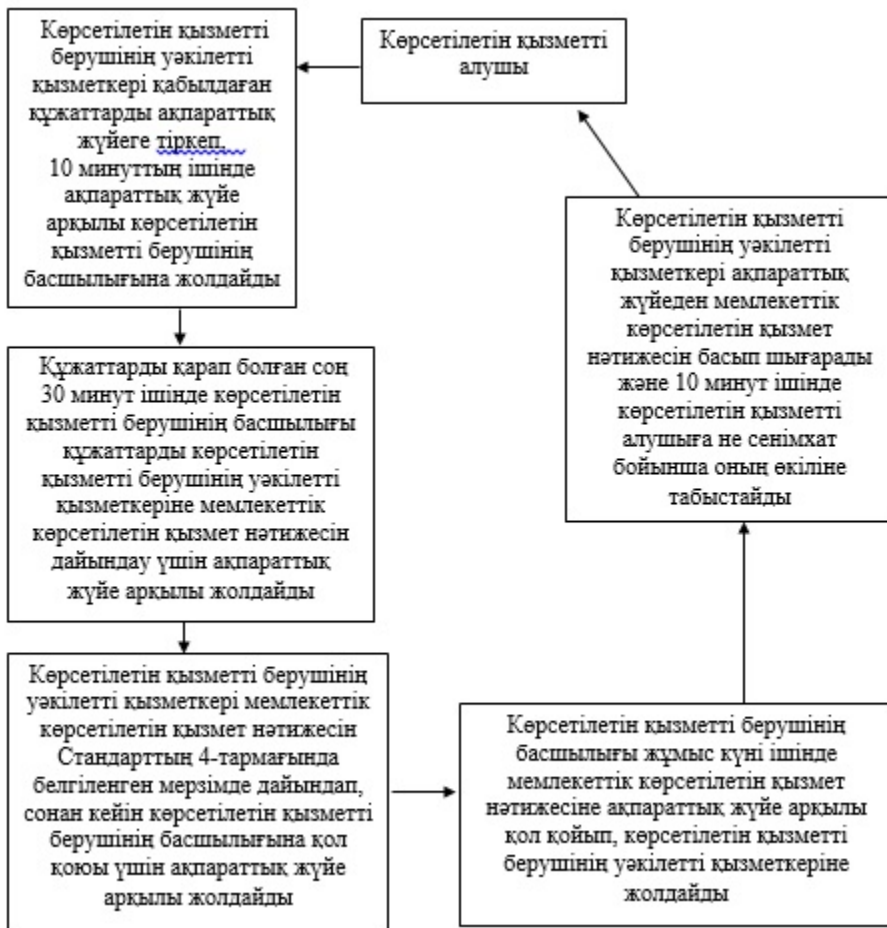 Көрсетілетін қызметті
алушы
Көрсетілетін қызметті
берушінің уәкілетті
қызметкері қабылдаған
құжаттарды ақпараттық
жүйеге тіркеп,
10 минуттың ішінде
ақпараттық жүйе
арқылы көрсетілетін
қызметті берушінің
басшылығына жолдайды
Құжаттарды қарап болған соң
30 минут ішінде көрсетілетін
қызметті берушінің басшылығы
құжаттарды көрсетілетін
қызметті берушінің уәкілетті
қызметкеріне мемлекеттік
көрсетілетін қызмет нәтижесін
дайындау үшін ақпараттық
жүйе арқылы жолдайды
Көрсетілетін қызметті берушінің
уәкілетті қызметкері мемлекеттік
көрсетілетін қызмет нәтижесін
Стандарттың 4-тармағында
белгіленген мерзімде дайындап,
сонан кейін көрсетілетін қызметті
берушінің басшылығына қол
қоюы үшін ақпараттық жүйе
арқылы жолдайды
Көрсетілетін қызметті берушінің
басшылығы жұмыс күні ішінде
мемлекеттік көрсетілетін қызмет
нәтижесіне ақпараттық жүйе арқылы
қол қойып, көрсетілетін қызметті
берушінің уәкілетті қызметкеріне
жолдайды
Көрсетілетін қызметті
берушінің уәкілетті
қызметкері ақпараттық
жүйеден мемлекеттік
көрсетілетін қызмет
нәтижесін басып шығарады
және 10 минут ішінде
көрсетілетін қызметті
алушыға не сенімхат
бойынша оның өкіліне
табыстайды